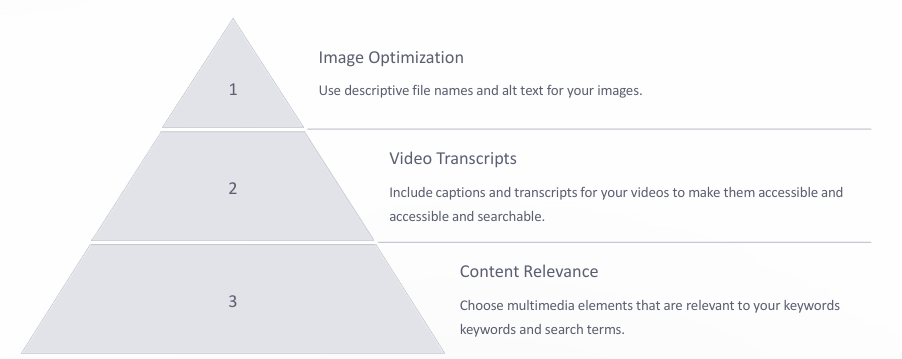 1
Image Optimization
Use descriptive file names and alt text for your images.
2
Video Transcripts
Include captions and transcripts for your videos to make them accessible and
accessible and searchable.
3
Content Relevance
Choose multimedia elements that are relevant to your keywords
keywords and search terms.